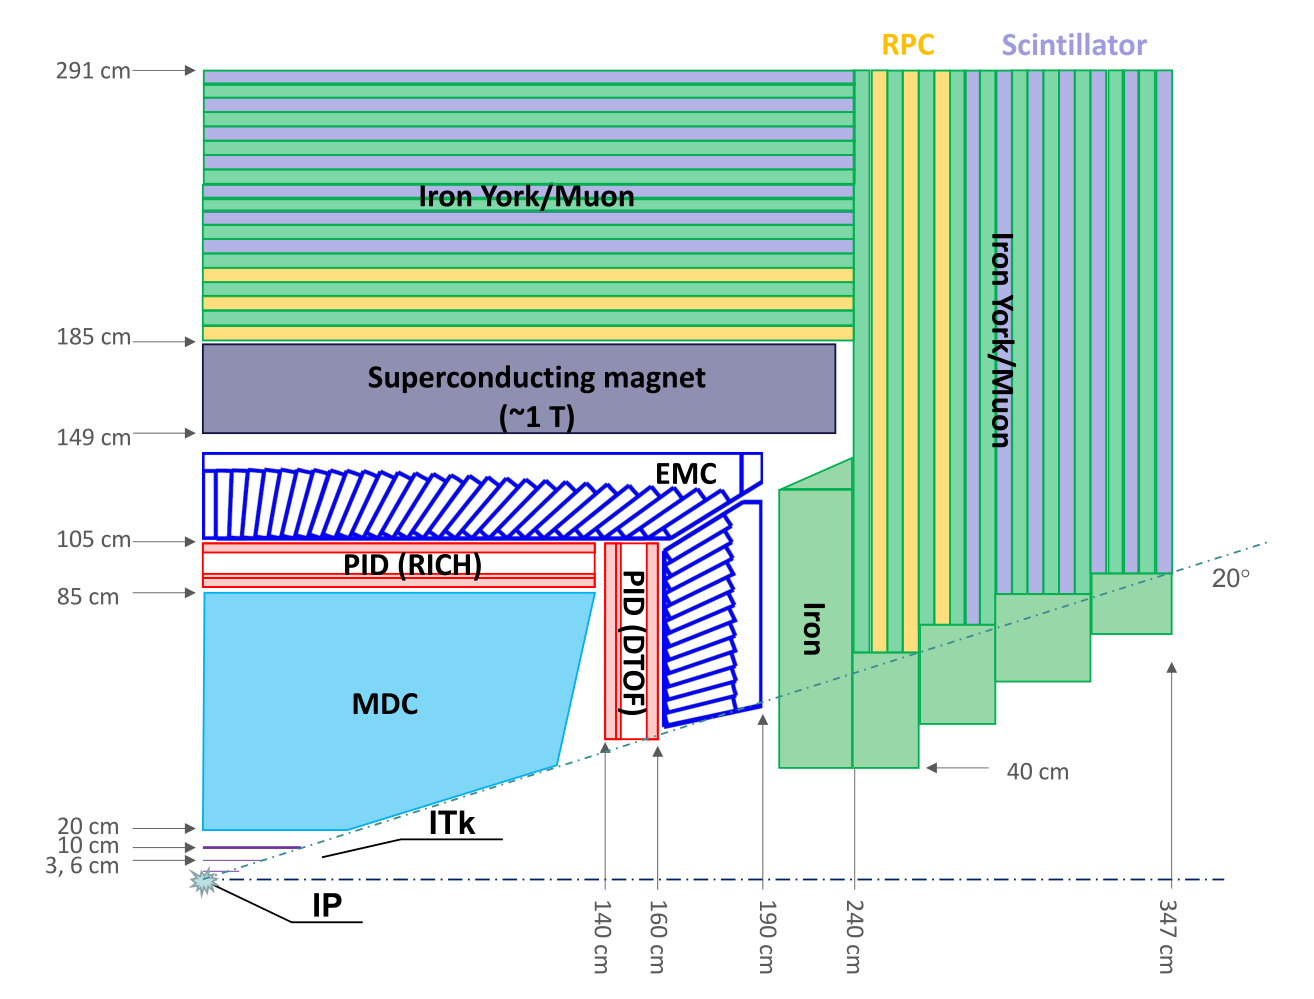 RPC
Scintillator
291 cm
Iron York/Muon
Iron York/Muon
185 cm
Superconducting magnet
(~1 T)
149 cm
EMC
105 cm
PID (RICH)
85 cm
PID (DTOF)
Iron
20°
MDC
40 cm
20 cm
10 cm
3, 6 cm
ITk
IP
140 cm
160 cm
190 cm
240 cm
347 cm